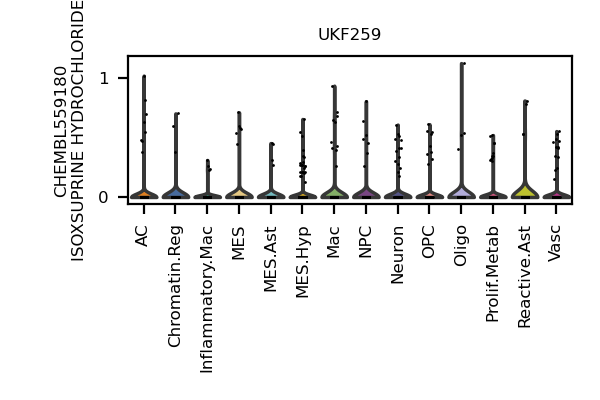 UKF259
CHEMBL559180
ISOXSUPRINE HYDROCHLORIDE
1
0
AC
Chromatin.Reg
Inflammatory.Mac
MES
MES.Ast
MES.Hyp
Mac
NPC
Neuron
OPC
Oligo
Prolif.Metab
Reactive.Ast
Vasc